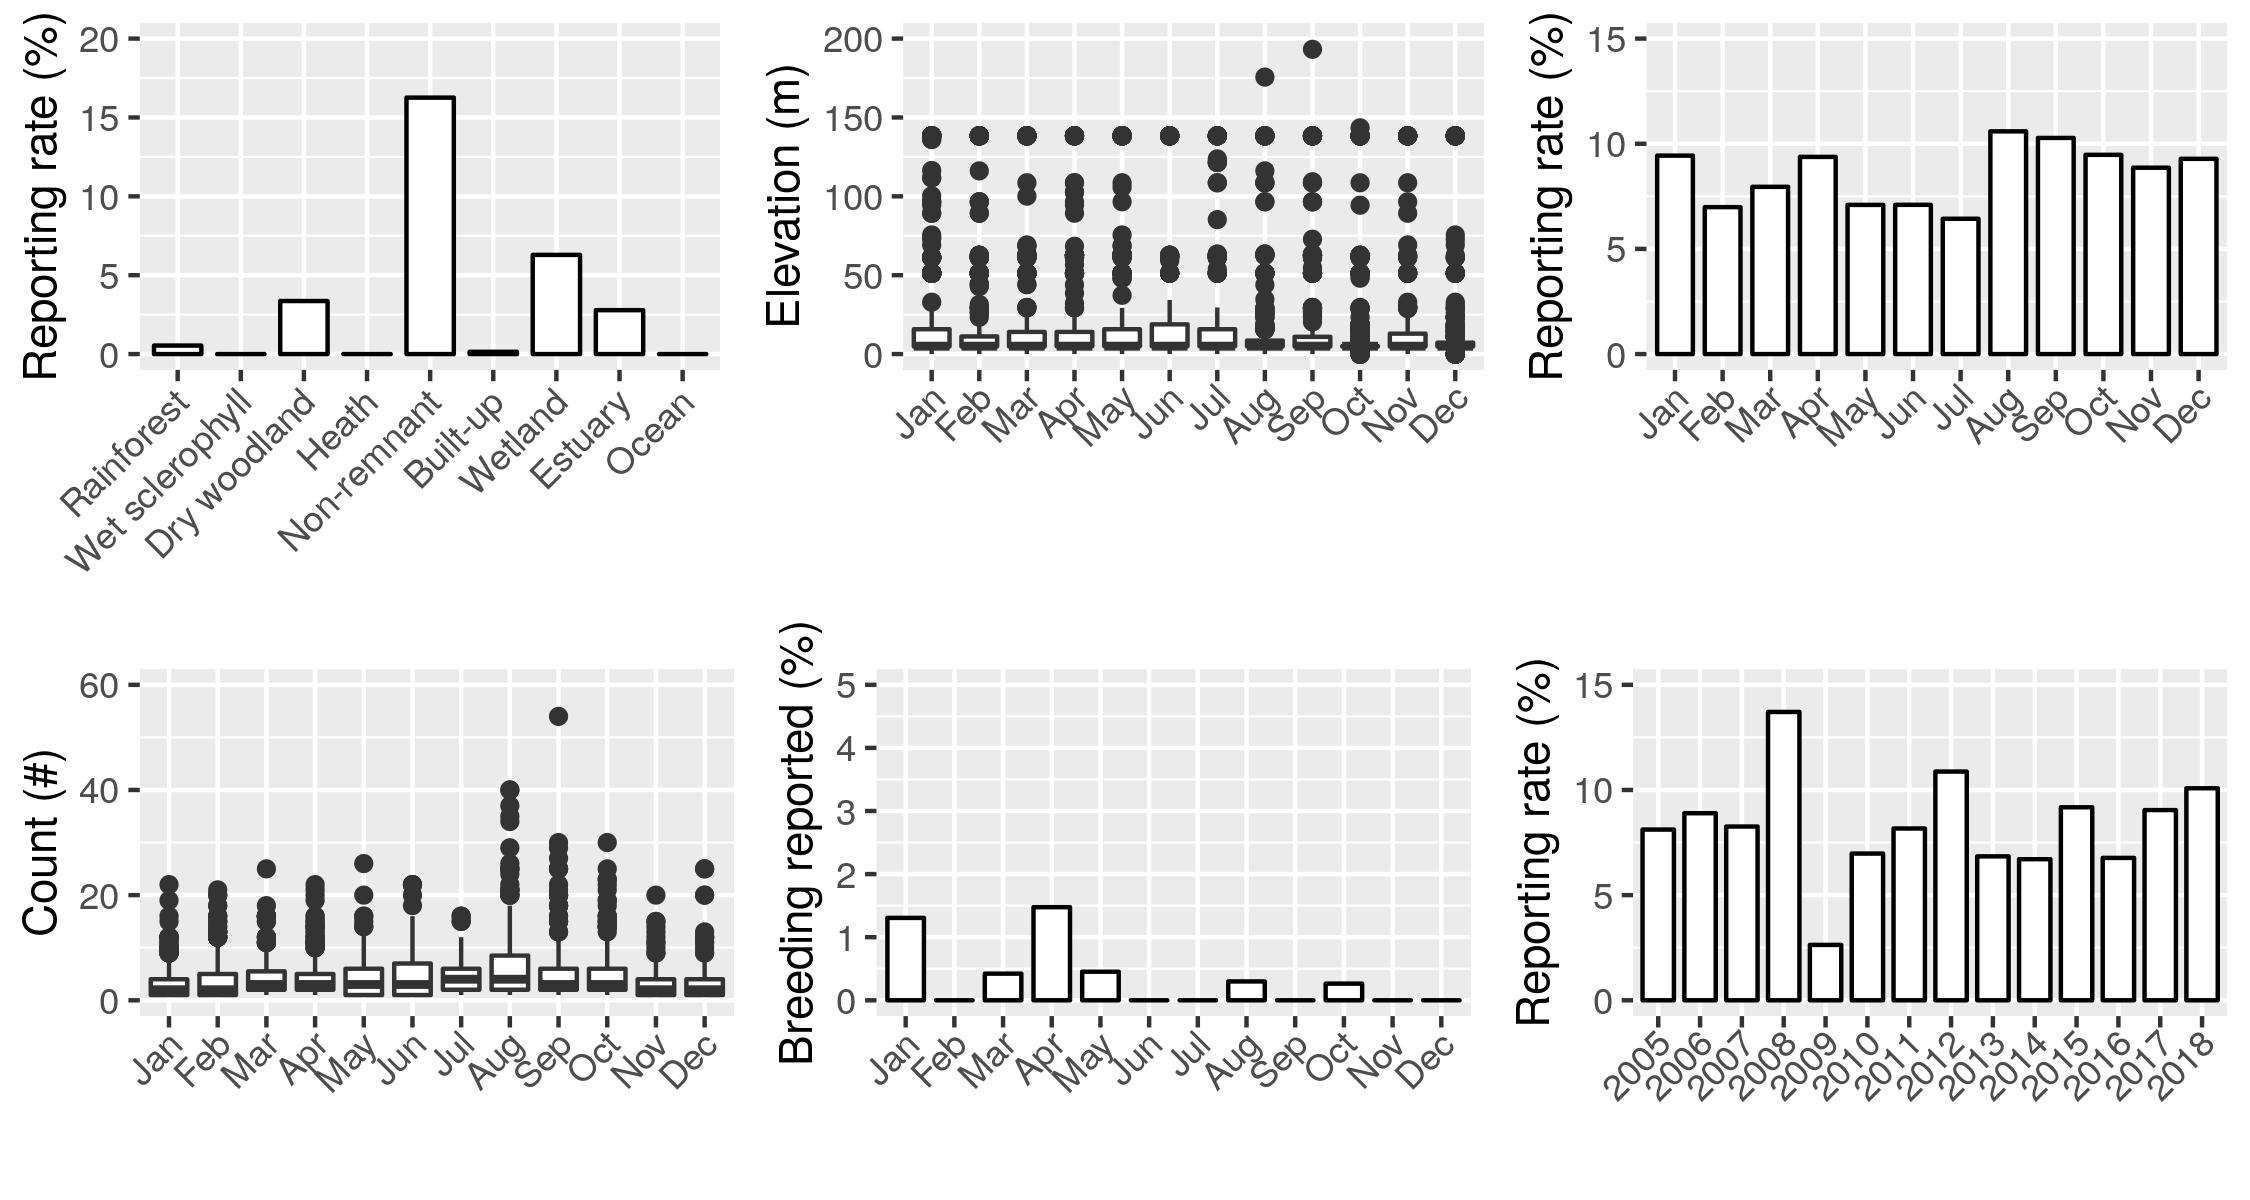 Reporting rate (%)
20
15
10
5
0
Rainforest
Wet sclerophyll
Dry woodland
Heath
Non-remnant
Built-up
Wetland
Estuary
Ocean
Elevation (m)
200
150
100
50
0
Jan
Feb
Mar
Apr
May
Jun
Jul
Aug
Sep
Oct
Nov
Dec
Reporting rate (%)
15
10
5
0
Jan
Feb
Mar
Apr
May
Jun
Jul
Aug
Sep
Oct
Nov
Dec
Count (#)
60
40
20
0
Jan
Feb
Mar
Apr
May
Jun
Jul
Aug
Sep
Oct
Nov
Dec
Breeding reported (%)
5
4
3
2
1
0
Jan
Feb
Mar
Apr
May
Jun
Jul
Aug
Sep
Oct
Nov
Dec
Reporting rate (%)
15
10
5
0
2005
2006
2007
2008
2009
2010
2011
2012
2013
2014
2015
2016
2017
2018